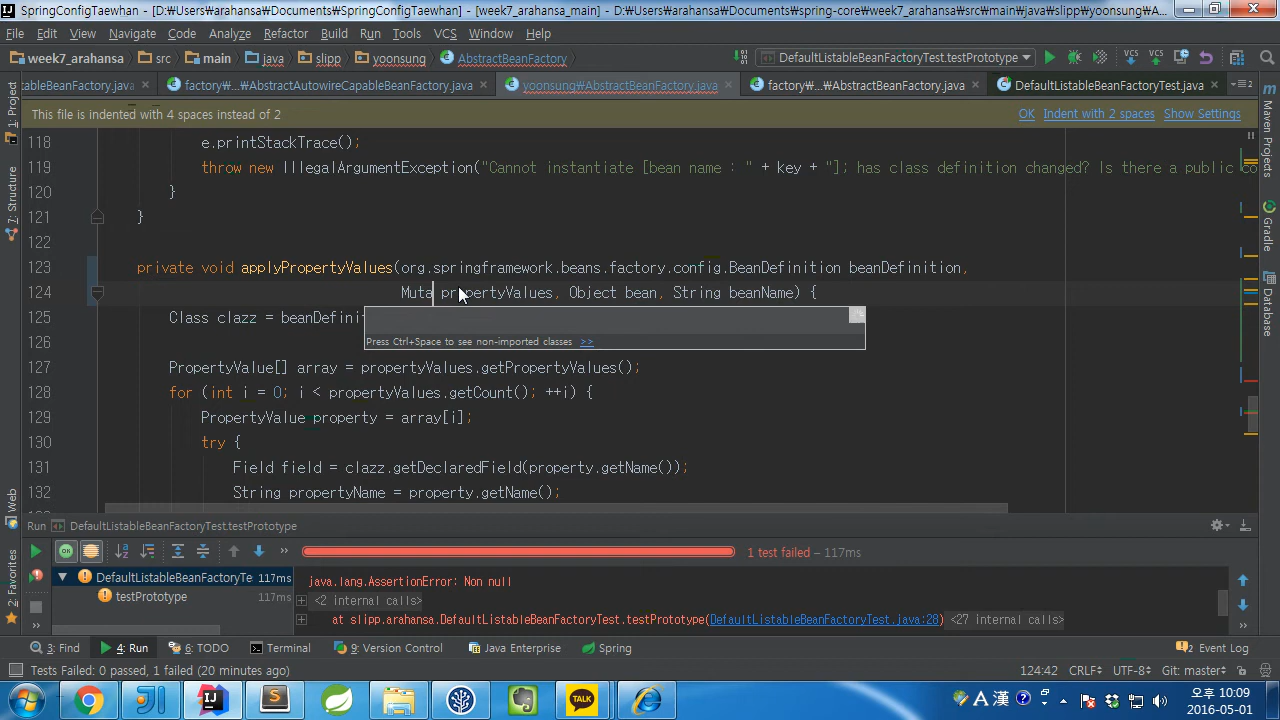 SpringConfigTaewhan - [D:₩Users₩arahansa₩Documents₩SpringConfigTaewhan] - [week7_arahansa_main] - D:₩Users₩arahansa₩Documents₩spring-core₩week7_arahansa₩src₩main₩java₩slipp₩yoonsung₩A...
File Edit View Navigate Code Analyze Refactor Build Run Tools VCS Window Help
week7_arahansa src main java slipp yoonsung AbstractBeanFactory DefaultListableBeanFactoryTest.testPrototype VCS VCS
ableBeanFactory.java factory₩...₩AbstractAutowireCapableBeanFactory.java yoonsung₩AbstractBeanFactory.java factory₩...₩AbstractBeanFactory.java DefaultListableBeanFactoryTest.java
This file is indented with 4 spaces instead of 2 OK Indent with 2 spaces Show Settings
118 e.printStackTrace();
119 throw new IllegalArgumentException("Cannot instantiate [bean name : " + key + "]; has class definition changed? Is there a public co
120 }
121 }
122
123 private void applyPropertyValues(org.springframework.beans.factory.config.BeanDefinition beanDefinition,
124 Muta propertyValues, Object bean, String beanName) {
125 Class clazz = beanDefinit
Press Ctrl+Space to see non-imported classes >>
126
127 PropertyValue[] array = propertyValues.getPropertyValues();
128 for (int i = 0; i < propertyValues.getCount(); ++i) {
129 PropertyValue property = array[i];
130 try {
131 Field field = clazz.getDeclaredField(property.getName());
132 String propertyName = property.getName();
1: Project
7: Structure
Web
2: Favorites
Maven Projects
Gradle
Database
Run DefaultListableBeanFactoryTest.testPrototype
1 test failed – 117ms
DefaultListableBeanFactoryTe 117ms
testPrototype 117ms
java.lang.AssertionError: Non null
<2 internal calls>
at slipp.arahansa.DefaultListableBeanFactoryTest.testPrototype(DefaultListableBeanFactoryTest.java:28) <27 internal calls>
3: Find 4: Run 6: TODO Terminal 9: Version Control Java Enterprise Spring 2 Event Log
Tests Failed: 0 passed, 1 failed (20 minutes ago) 124:42 CRLF÷ UTF-8÷ Git: master÷
TALK A 漢 오후 10:09
2016-05-01